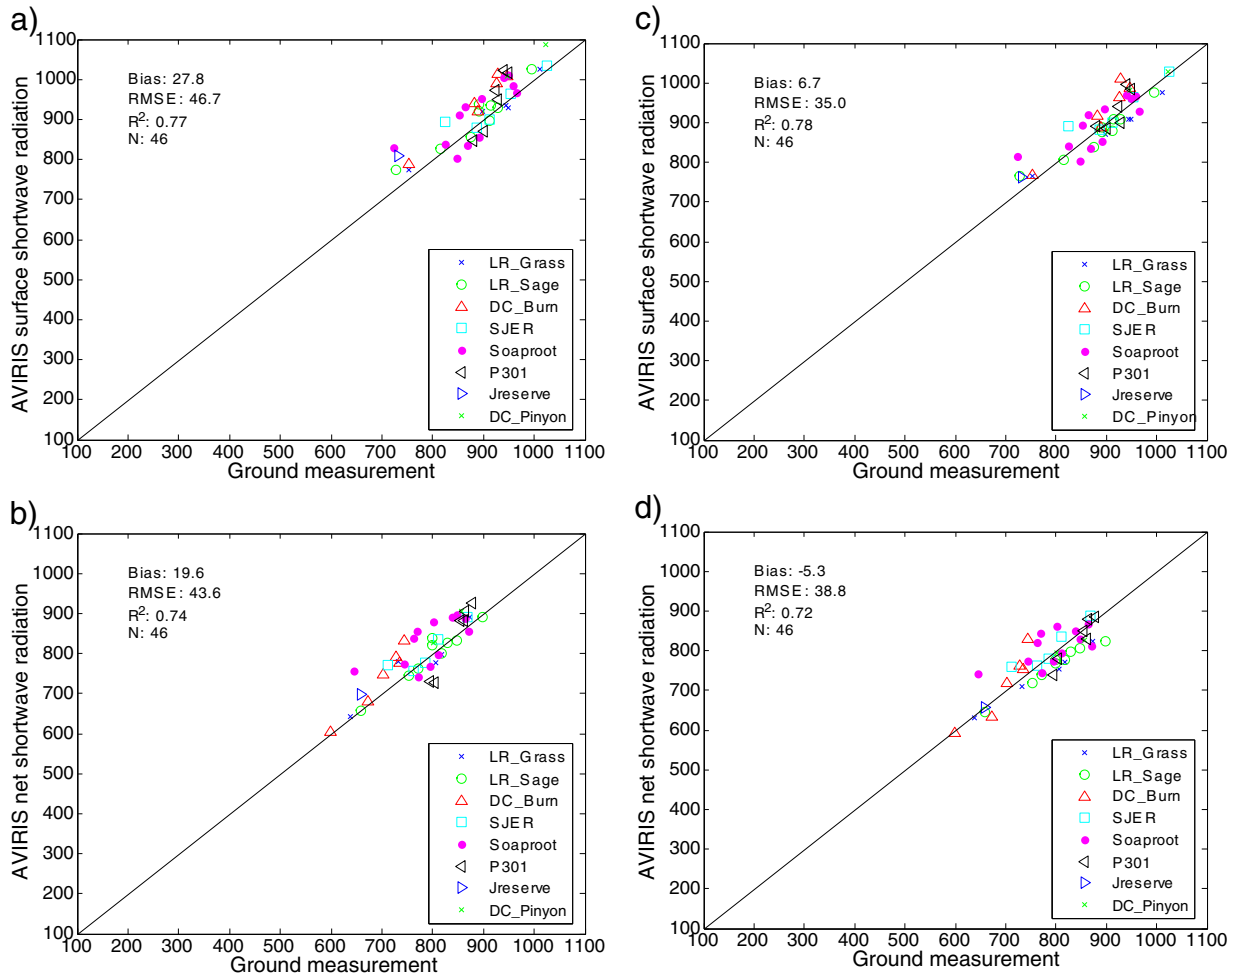 a)
AVIRIS surface shortwave radiation
1100
1000
900
800
700
600
500
400
300
200
100
Bias: 27.8
RMSE: 46.7
R²: 0.77
N: 46
LR_Grass
LR_Sage
DC_Burn
SJER
Soaproot
P301
Jreserve
DC_Pinyon
100 200 300 400 500 600 700 800 900 1000 1100
Ground measurement
c)
AVIRIS surface shortwave radiation
1100
1000
900
800
700
600
500
400
300
200
100
Bias: 6.7
RMSE: 35.0
R²: 0.78
N: 46
LR_Grass
LR_Sage
DC_Burn
SJER
Soaproot
P301
Jreserve
DC_Pinyon
100 200 300 400 500 600 700 800 900 1000 1100
Ground measurement
b)
AVIRIS net shortwave radiation
1100
1000
900
800
700
600
500
400
300
200
100
Bias: 19.6
RMSE: 43.6
R²: 0.74
N: 46
LR_Grass
LR_Sage
DC_Burn
SJER
Soaproot
P301
Jreserve
DC_Pinyon
100 200 300 400 500 600 700 800 900 1000 1100
Ground measurement
d)
AVIRIS net shortwave radiation
1100
1000
900
800
700
600
500
400
300
200
100
Bias: -5.3
RMSE: 38.8
R²: 0.72
N: 46
LR_Grass
LR_Sage
DC_Burn
SJER
Soaproot
P301
Jreserve
DC_Pinyon
100 200 300 400 500 600 700 800 900 1000 1100
Ground measurement